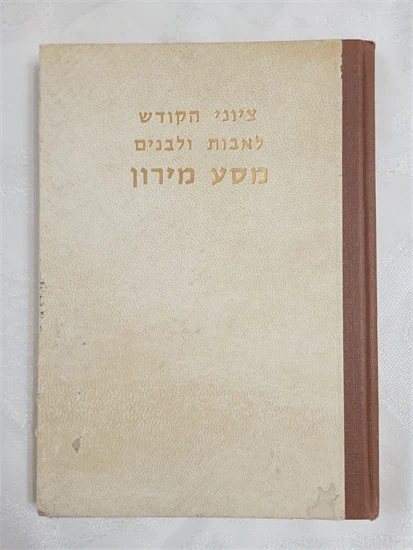 ציוני הקודש
לאבות ולבנים
מסע מירון